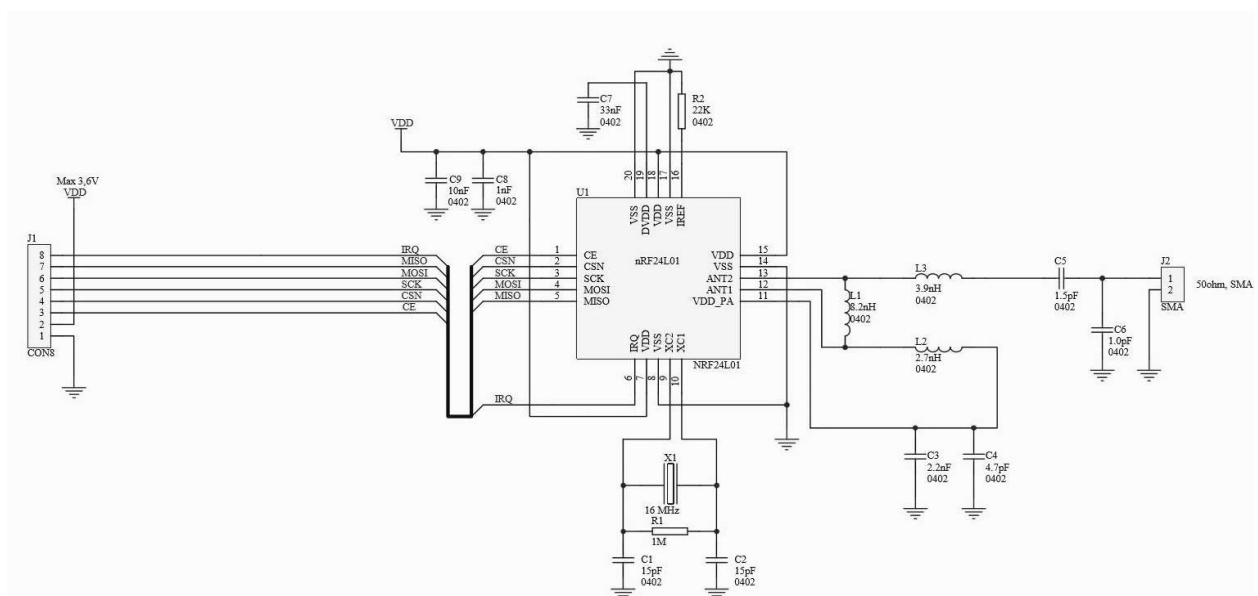 C7
33nF
0402
R2
22K
0402
VDD
C9
10nF
0402
C8
1nF
0402
Max 3,6V
VDD
J1
8
7
6
5
4
3
2
1
CON8
IRQ
MISO
MOSI
SCK
CSN
CE
CE
CSN
SCK
MOSI
MISO
IRQ
1
2
3
4
5
U1
20
19
18
17
16
VSS
DVDD
VDD
VSS
IREF
CE
CSN
SCK
MOSI
MISO
nRF24L01
VDD
VSS
ANT2
ANT1
VDD_PA
15
14
13
12
11
IRQ
VDD
VSS
XC2
XC1
NRF24L01
6
7
8
9
10
L3
3.9nH
0402
L1
8.2nH
0402
L2
2.7nH
0402
C5
1.5pF
0402
C6
1.0pF
0402
J2
1
2
SMA
50ohm, SMA
C3
2.2nF
0402
C4
4.7pF
0402
X1
16 MHz
R1
1M
C1
15pF
0402
C2
15pF
0402